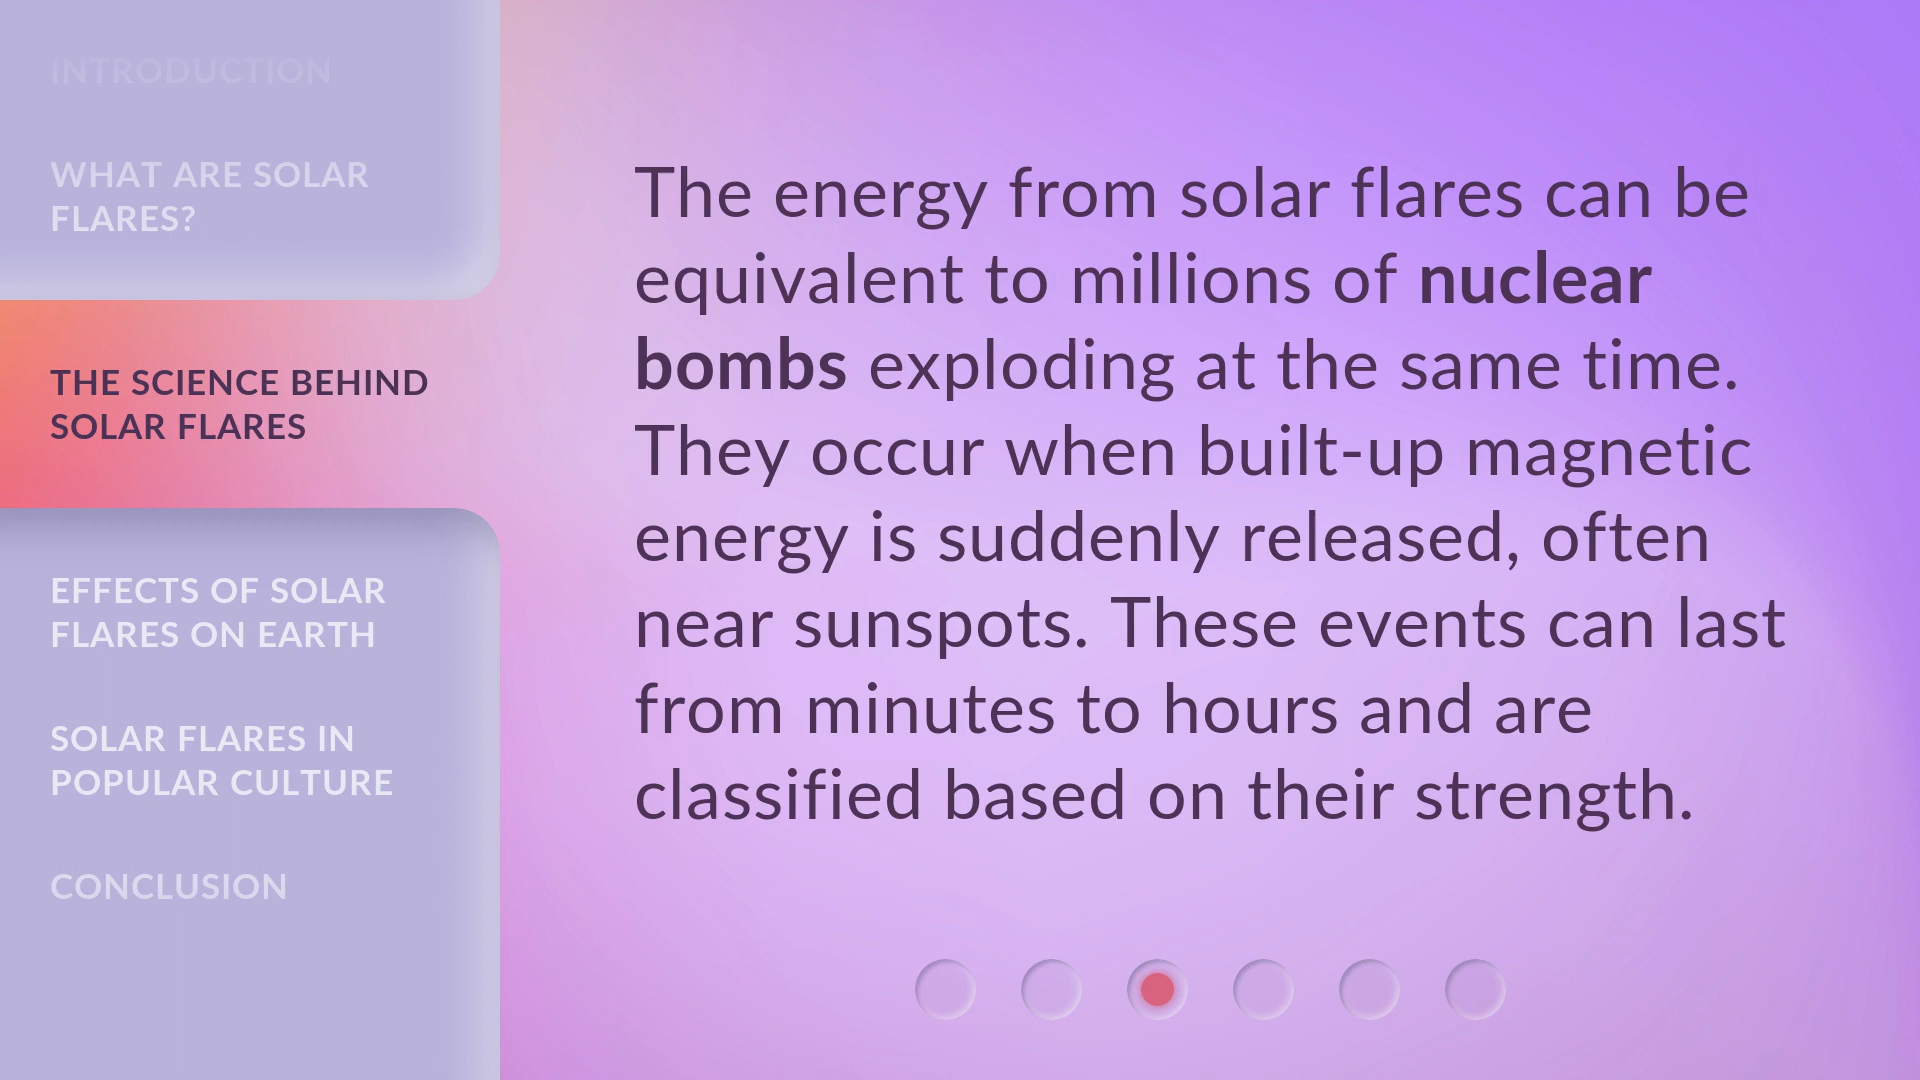 INTRODUCTION
WHAT ARE SOLAR
FLARES?
THE SCIENCE BEHIND
SOLAR FLARES
EFFECTS OF SOLAR
FLARES ON EARTH
SOLAR FLARES IN
POPULAR CULTURE
CONCLUSION
The energy from solar flares can be
equivalent to millions of nuclear
bombs exploding at the same time.
They occur when built-up magnetic
energy is suddenly released, often
near sunspots. These events can last
from minutes to hours and are
classified based on their strength.